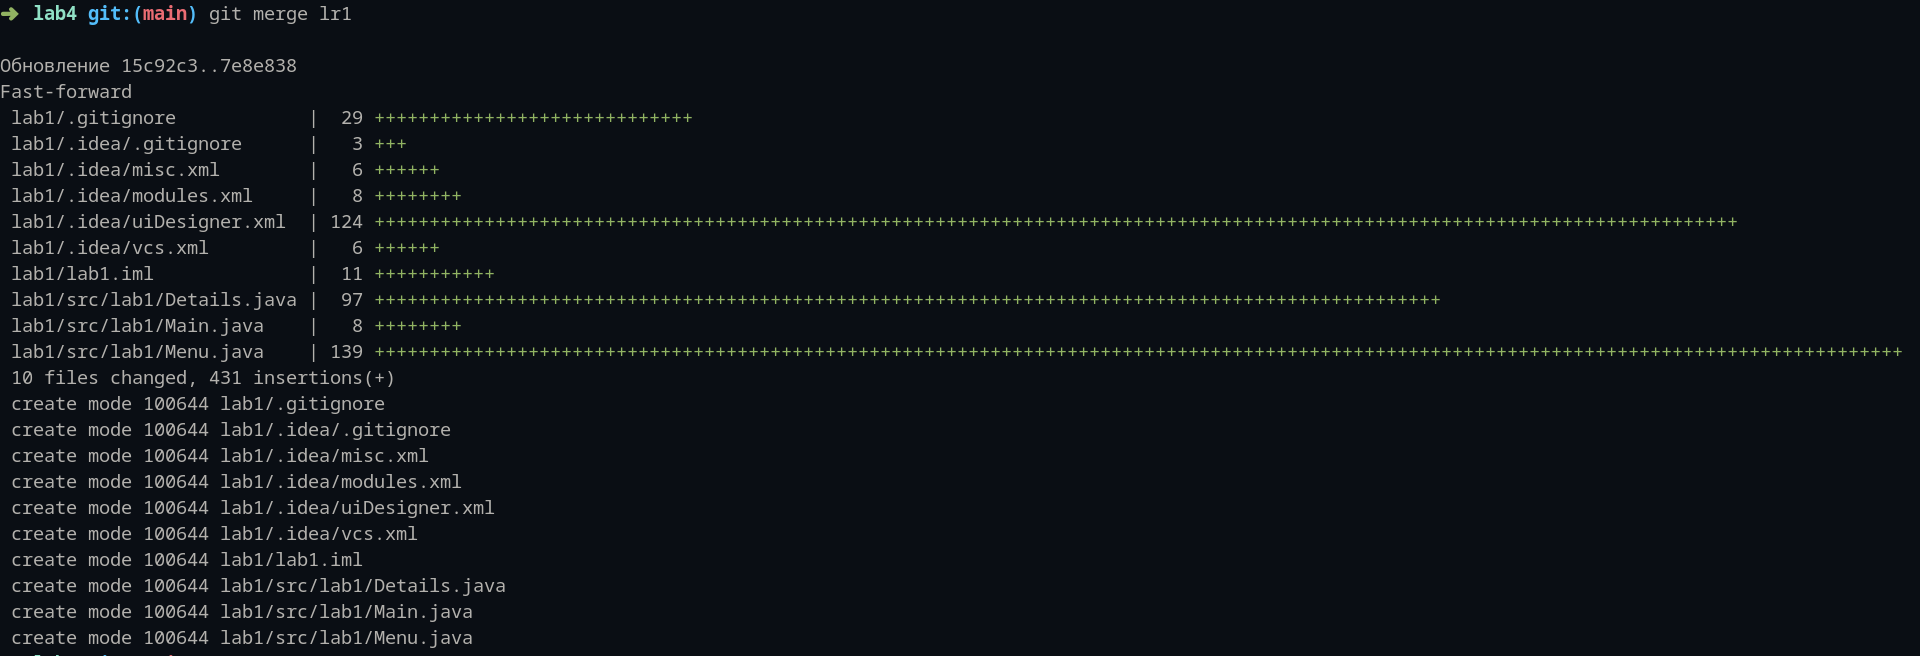 ➜ lab4 git:(main) git merge lr1
Обновление 15c92c3..7e8e838
Fast-forward
lab1/.gitignore | 29 +++++++++++++++++++++++++++++
lab1/.idea/.gitignore | 3 +++
lab1/.idea/misc.xml | 6 ++++++
lab1/.idea/modules.xml | 8 ++++++++
lab1/.idea/uiDesigner.xml | 124 ++++++++++++++++++++++++++++++++++++++++++++++++++++++++++++++++++++++++++++++++++++++++++++++++++++++++++++++++++++++++++++
lab1/.idea/vcs.xml | 6 ++++++
lab1/lab1.iml | 11 +++++++++++
lab1/src/lab1/Details.java | 97 +++++++++++++++++++++++++++++++++++++++++++++++++++++++++++++++++++++++++++++++++++++++++++++++++
lab1/src/lab1/Main.java | 8 ++++++++
lab1/src/lab1/Menu.java | 139 +++++++++++++++++++++++++++++++++++++++++++++++++++++++++++++++++++++++++++++++++++++++++++++++++++++++++++++++++++++++++++++++++++++++++++
10 files changed, 431 insertions(+)
create mode 100644 lab1/.gitignore
create mode 100644 lab1/.idea/.gitignore
create mode 100644 lab1/.idea/misc.xml
create mode 100644 lab1/.idea/modules.xml
create mode 100644 lab1/.idea/uiDesigner.xml
create mode 100644 lab1/.idea/vcs.xml
create mode 100644 lab1/lab1.iml
create mode 100644 lab1/src/lab1/Details.java
create mode 100644 lab1/src/lab1/Main.java
create mode 100644 lab1/src/lab1/Menu.java